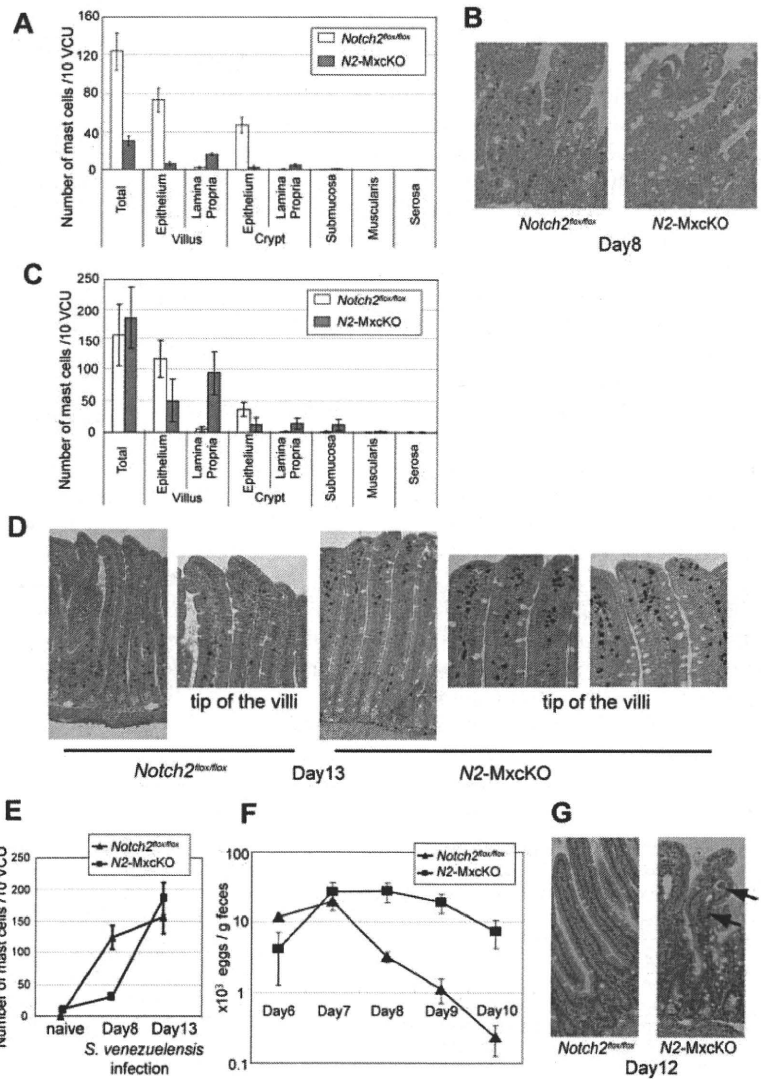 A
Number of mast cells /10 VCU
160
120
80
40
0
Notch2flox/flox
N2-MxcKO
Total
Epithelium
Lamina
Propria
Epithelium
Lamina
Propria
Submucosa
Muscularis
Serosa
Villus
Crypt
B
Notch2flox/flox
N2-MxcKO
Day8
C
Number of mast cells /10 VCU
250
200
150
100
50
0
Notch2flox/flox
N2-MxcKO
Total
Epithelium
Lamina
Propria
Epithelium
Lamina
Propria
Submucosa
Muscularis
Serosa
Villus
Crypt
D
tip of the villi
tip of the villi
Notch2flox/flox
Day13
N2-MxcKO
E
Number of mast cells /10 VCU
Notch2flox/flox
N2-MxcKO
250
200
150
100
50
0
naive
Day8
Day13
S. venezuelensis
infection
F
x10³ eggs / g feces
Notch2flox/flox
N2-MxcKO
100
10
1
0.1
Day6
Day7
Day8
Day9
Day10
G
Notch2flox/flox
N2-MxcKO
Day12